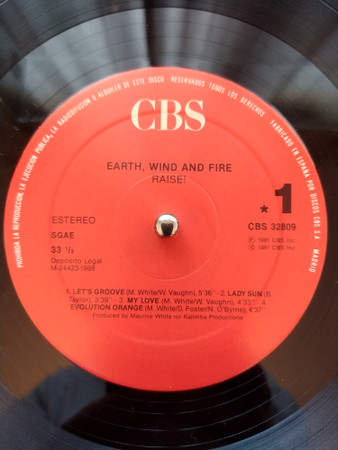 PROHIBIDA LA REPRODUCCION, LA EJECUCION PUBLICA, LA RADIODIFUSION O ALQUILER DE ESTE DISCO . RESERVADOS TODOS LOS DERECHOS . FABRICADO EN ESPAÑA POR DISCOS CBS S.A. - MADRID
CBS
EARTH, WIND AND FIRE
RAISE!
ESTEREO
SGAE
33 ⅓
Depósito Legal
M-24423-1988
* 1
CBS 32809
Ⓟ 1981 CBS Inc.
© 1981 CBS Inc.
1. LET'S GROOVE (M. White/W. Vaughn), 5'36" - 2. LADY SUN (B.
Taylor), 3'39" - 3. MY LOVE (M. White/W. Vaughn), 4'33" - 4.
EVOLUTION ORANGE (M. White/D. Foster/N. O'Byrne), 4'37"
Produced by Maurice White for Kalimba Productions